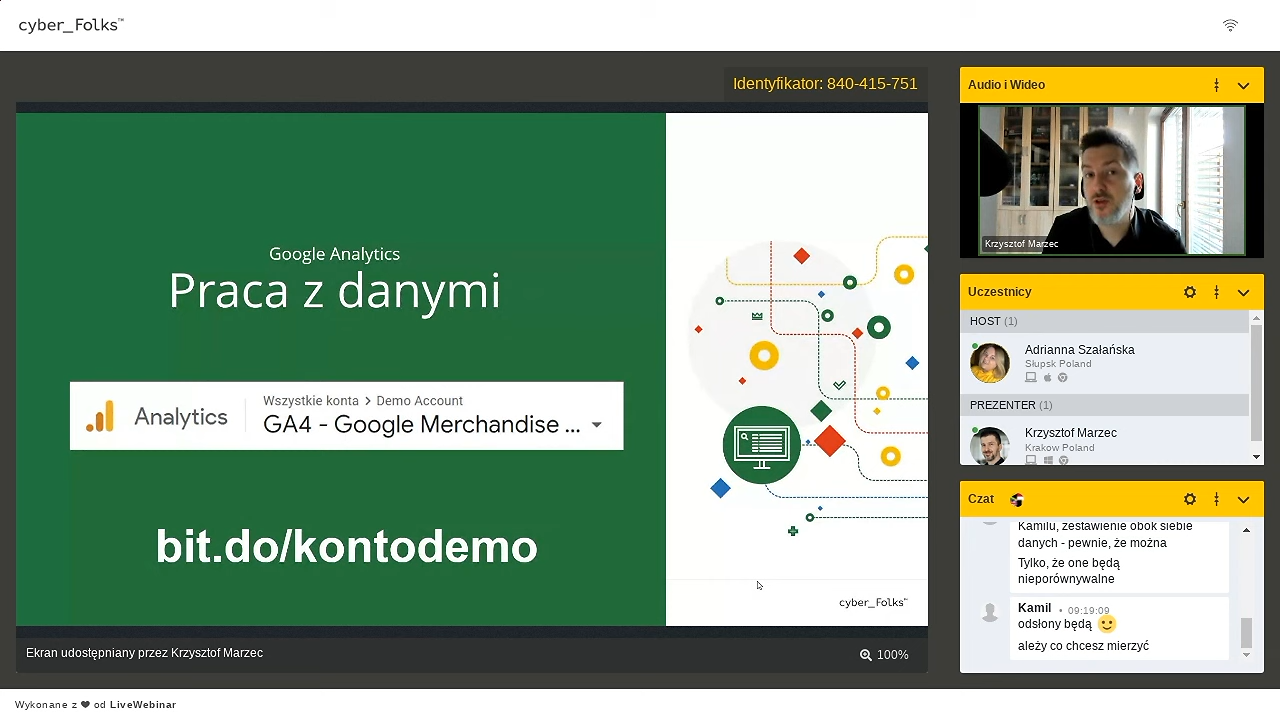 cyber_Folks™
Identyfikator: 840-415-751
Google Analytics
Praca z danymi
Analytics
Wszystkie konta > Demo Account
GA4 - Google Merchandise ...
bit.do/kontodemo
cyber_Folks™
Ekran udostępniany przez Krzysztof Marzec
100%
Audio i Wideo
Krzysztof Marzec
Uczestnicy
HOST (1)
Adrianna Szałańska
Słupsk Poland
PREZENTER (1)
Krzysztof Marzec
Krakow Poland
Czat
Kamilu, zestawienie obok siebie
danych - pewnie, że można
Tylko, że one będą
nieporównywalne
Kamil • 09:19:09
odsłony będą 🙂
ależy co chcesz mierzyć
Wykonane z ❤ od LiveWebinar